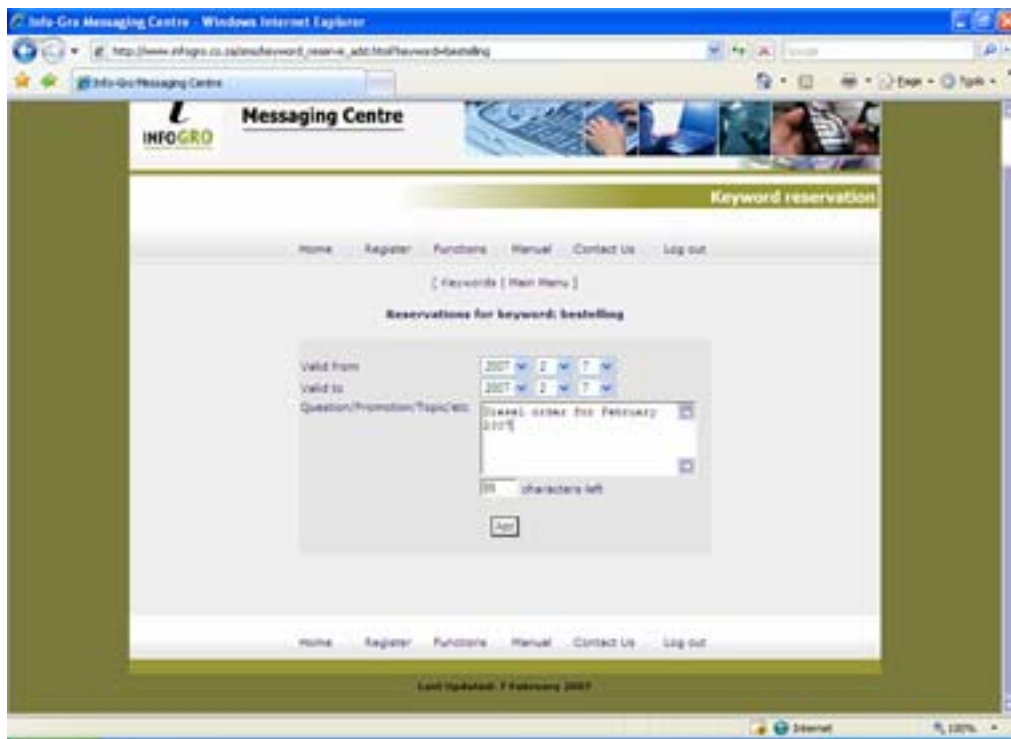 Info-Gro Messaging Centre - Windows Internet Explorer
Info-Gro Messaging Centre
Page Tools
INFOGRO
Messaging Centre
Keyword reservation
Home Register Functions Manual Contact Us Log out
[ Keywords | Main Menu ]
Reservations for keyword: bestelling
Valid from 2007 2 7
Valid to 2007 2 7
Question/Promotion/Topic/etc Diesel order for February
2007
characters left
Add
Home Register Functions Manual Contact Us Log out
Last Updated: 7 February 2007
Internet 100%